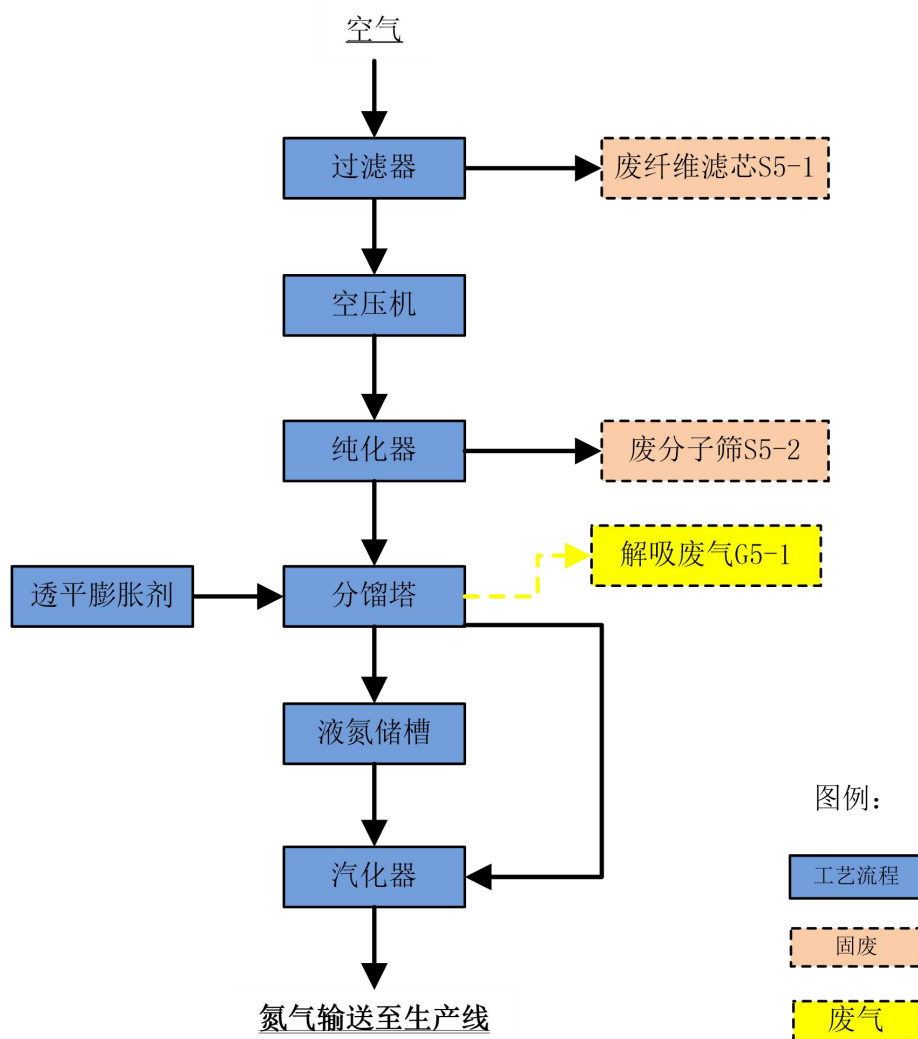 空气
过滤器
废纤维滤芯S5-1
空压机
纯化器
废分子筛S5-2
解吸废气G5-1
透平膨胀剂
分馏塔
液氮储槽
图例：
汽化器
工艺流程
固废
氮气输送至生产线
废气